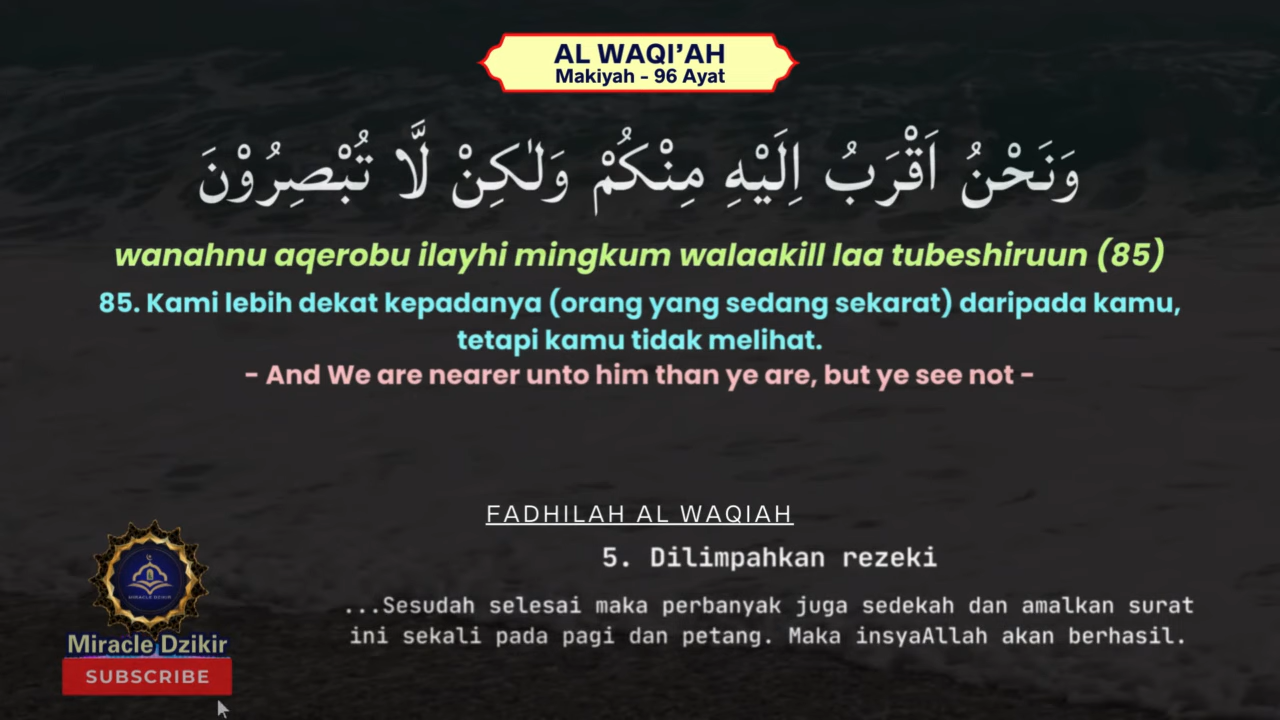 AL WAQI’AH
Makiyah - 96 Ayat
وَنَحْنُ اَقْرَبُ اِلَيْهِ مِنْكُمْ وَلٰكِنْ لَّا تُبْصِرُوْنَ
wanahnu aqerobu ilayhi mingkum walaakill laa tubeshiruun (85)
85. Kami lebih dekat kepadanya (orang yang sedang sekarat) daripada kamu,
tetapi kamu tidak melihat.
- And We are nearer unto him than ye are, but ye see not -
FADHILAH AL WAQIAH
5. Dilimpahkan rezeki
...Sesudah selesai maka perbanyak juga sedekah dan amalkan surat
ini sekali pada pagi dan petang. Maka insyaAllah akan berhasil.
MIRACLE DZIKIR
Miracle Dzikir
SUBSCRIBE